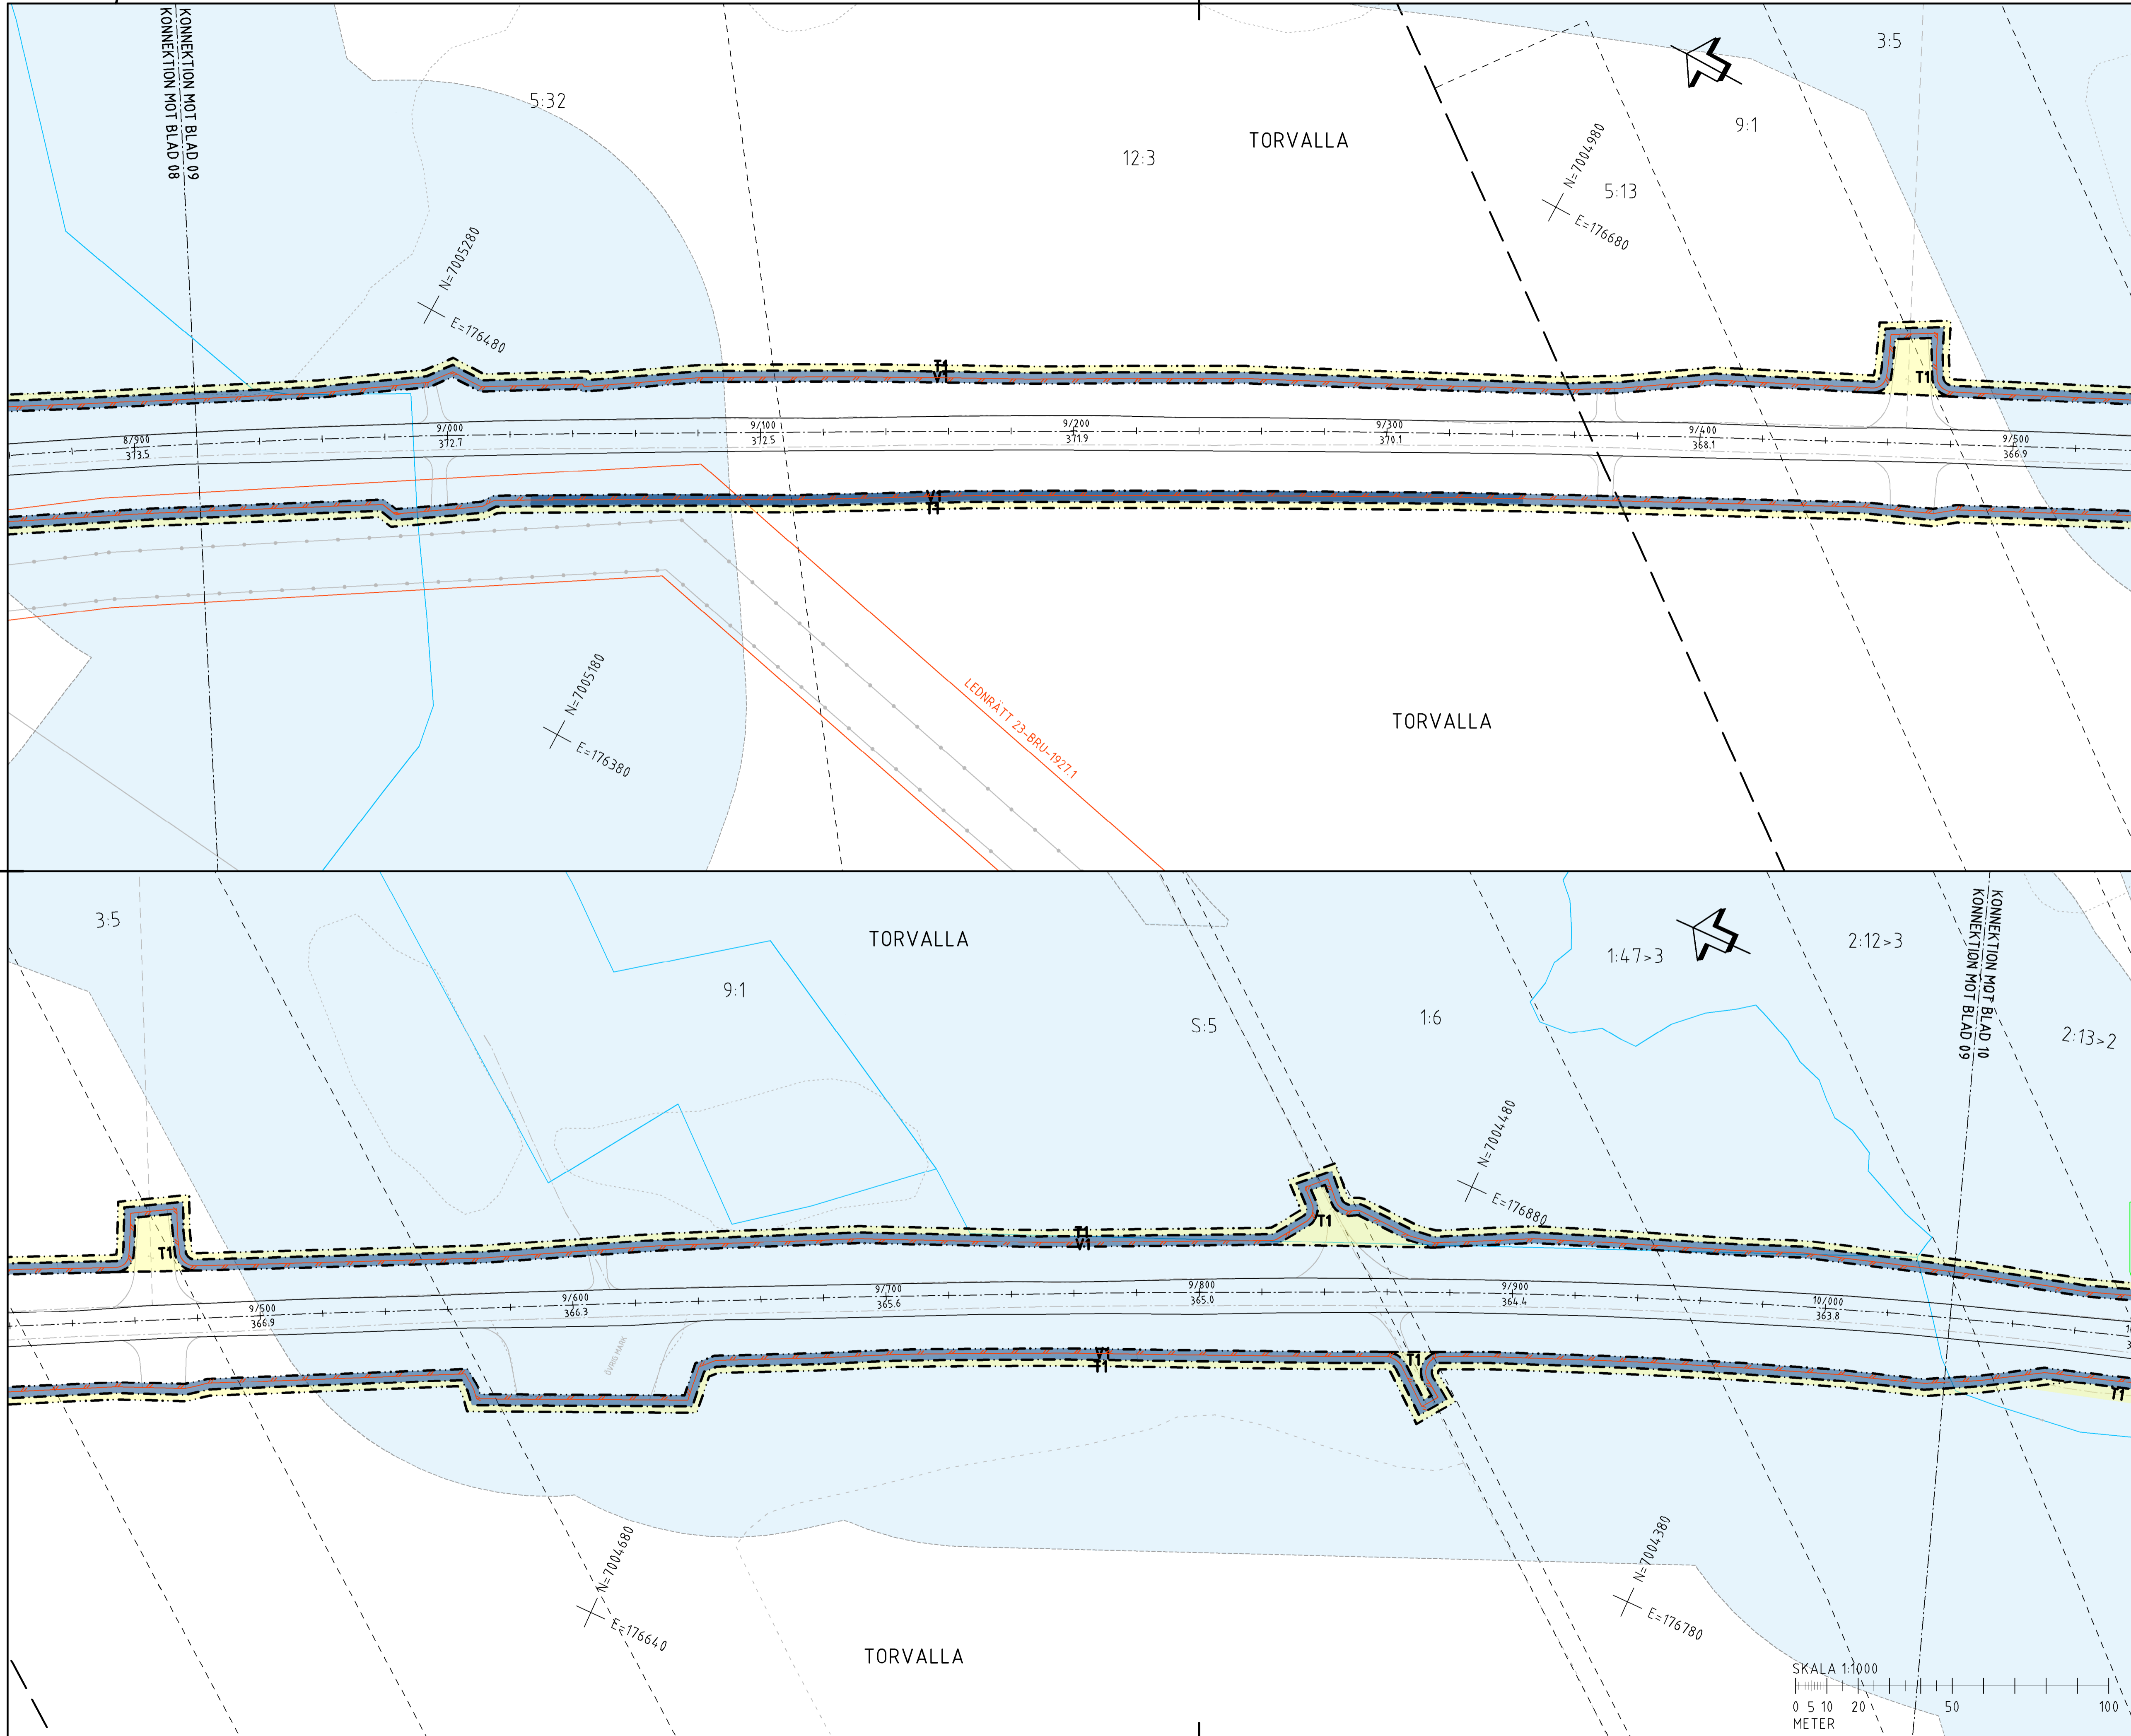 KONNEKTION MOT BLAD 09
KONNEKTION MOT BLAD 08
5:32
12:3
TORVALLA
3:5
9:1
5:13
N=7004980
E=176680
N=7005280
E=176480
T1
V1
T1
8/900
373.5
9/000
372.7
9/100
372.5
9/200
371.9
9/300
370.1
9/400
368.1
9/500
366.9
V1
T1
N=7005180
E=176380
LEDNRÄTT 23-BRU-1927.1
TORVALLA
3:5
TORVALLA
9:1
S:5
1:6
1:47>3
2:12>3
KONNEKTION MOT BLAD 10
KONNEKTION MOT BLAD 09
2:13>2
N=7004480
E=176880
T1
T1
V1
T1
9/500
366.9
9/600
366.3
9/700
365.6
9/800
365.0
9/900
364.4
10/000
363.8
ÖVRIG MARK
V1
T1
T1
T1
N=7004680
E=176640
N=7004380
E=176780
TORVALLA
SKALA 1:1000
0 5 10 20 50 100
METER